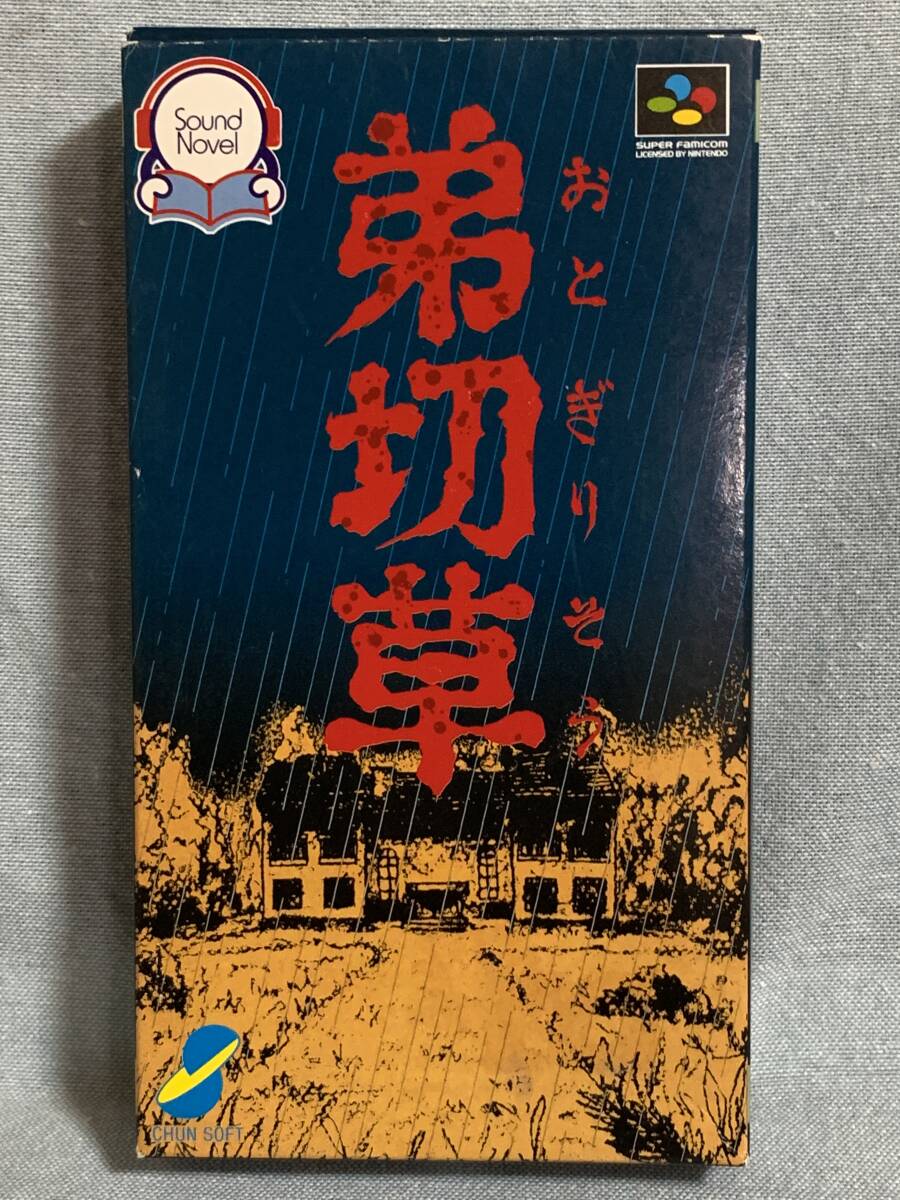 Sound
Novel
SUPER FAMICOM
LICENSED BY NINTENDO
おとぎりそう
弟切草
CHUN SOFT